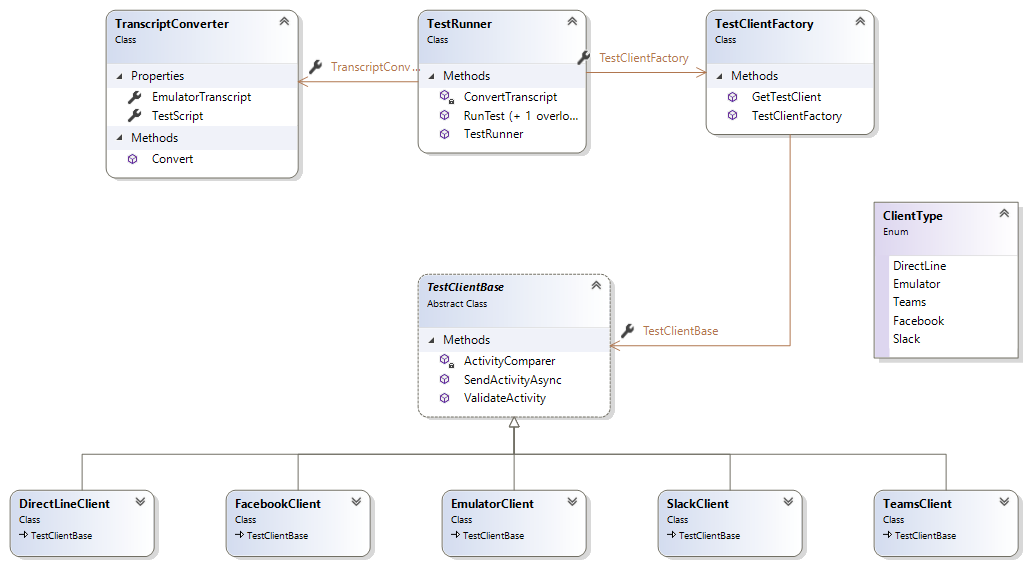 TranscriptConverter
Class
Properties
EmulatorTranscript
TestScript
Methods
Convert
TranscriptConv...
TestRunner
Class
Methods
ConvertTranscript
RunTest (+ 1 overlo...
TestRunner
TestClientFactory
TestClientFactory
Class
Methods
GetTestClient
TestClientFactory
ClientType
Enum
DirectLine
Emulator
Teams
Facebook
Slack
TestClientBase
Abstract Class
Methods
ActivityComparer
SendActivityAsync
ValidateActivity
TestClientBase
DirectLineClient
Class
TestClientBase
FacebookClient
Class
TestClientBase
EmulatorClient
Class
TestClientBase
SlackClient
Class
TestClientBase
TeamsClient
Class
TestClientBase